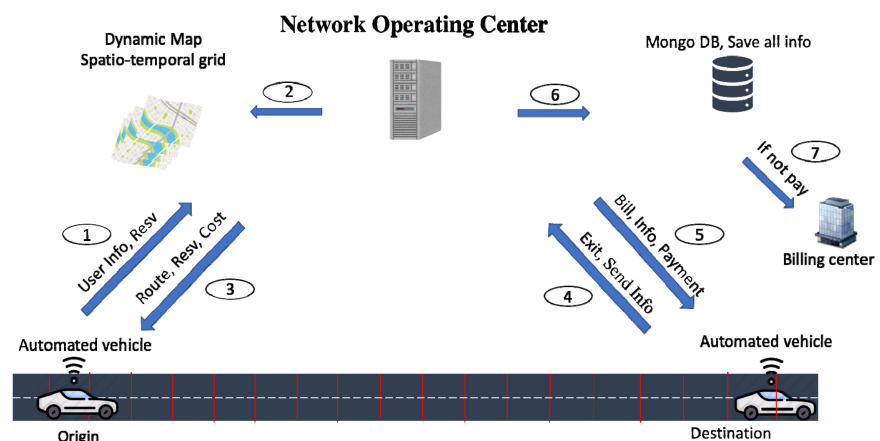 Network Operating Center
Dynamic Map
Spatio-temporal grid
Mongo DB, Save all info
2
6
7
If not pay
1
User Info, Resv
Route, Resv, Cost
3
Bill, Info, Payment
5
Exit, Send Info
4
Billing center
Automated vehicle
Automated vehicle
Origin
Destination